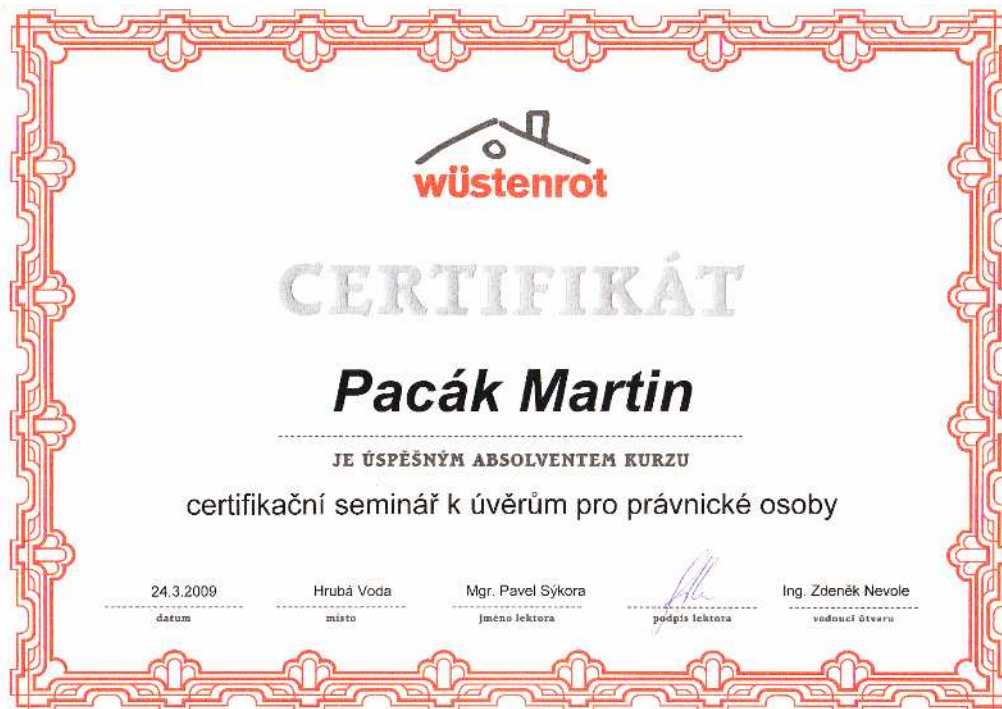 wüstenrot
CERTIFIKÁT
Pacák Martin
JE ÚSPĚŠNÝM ABSOLVENTEM KURZU
certifikační seminář k úvěrům pro právnické osoby
24.3.2009 Hrubá Voda Mgr. Pavel Sýkora Ing. Zdeněk Nevole
datum místo jméno lektora podpis lektora vedoucí útvaru